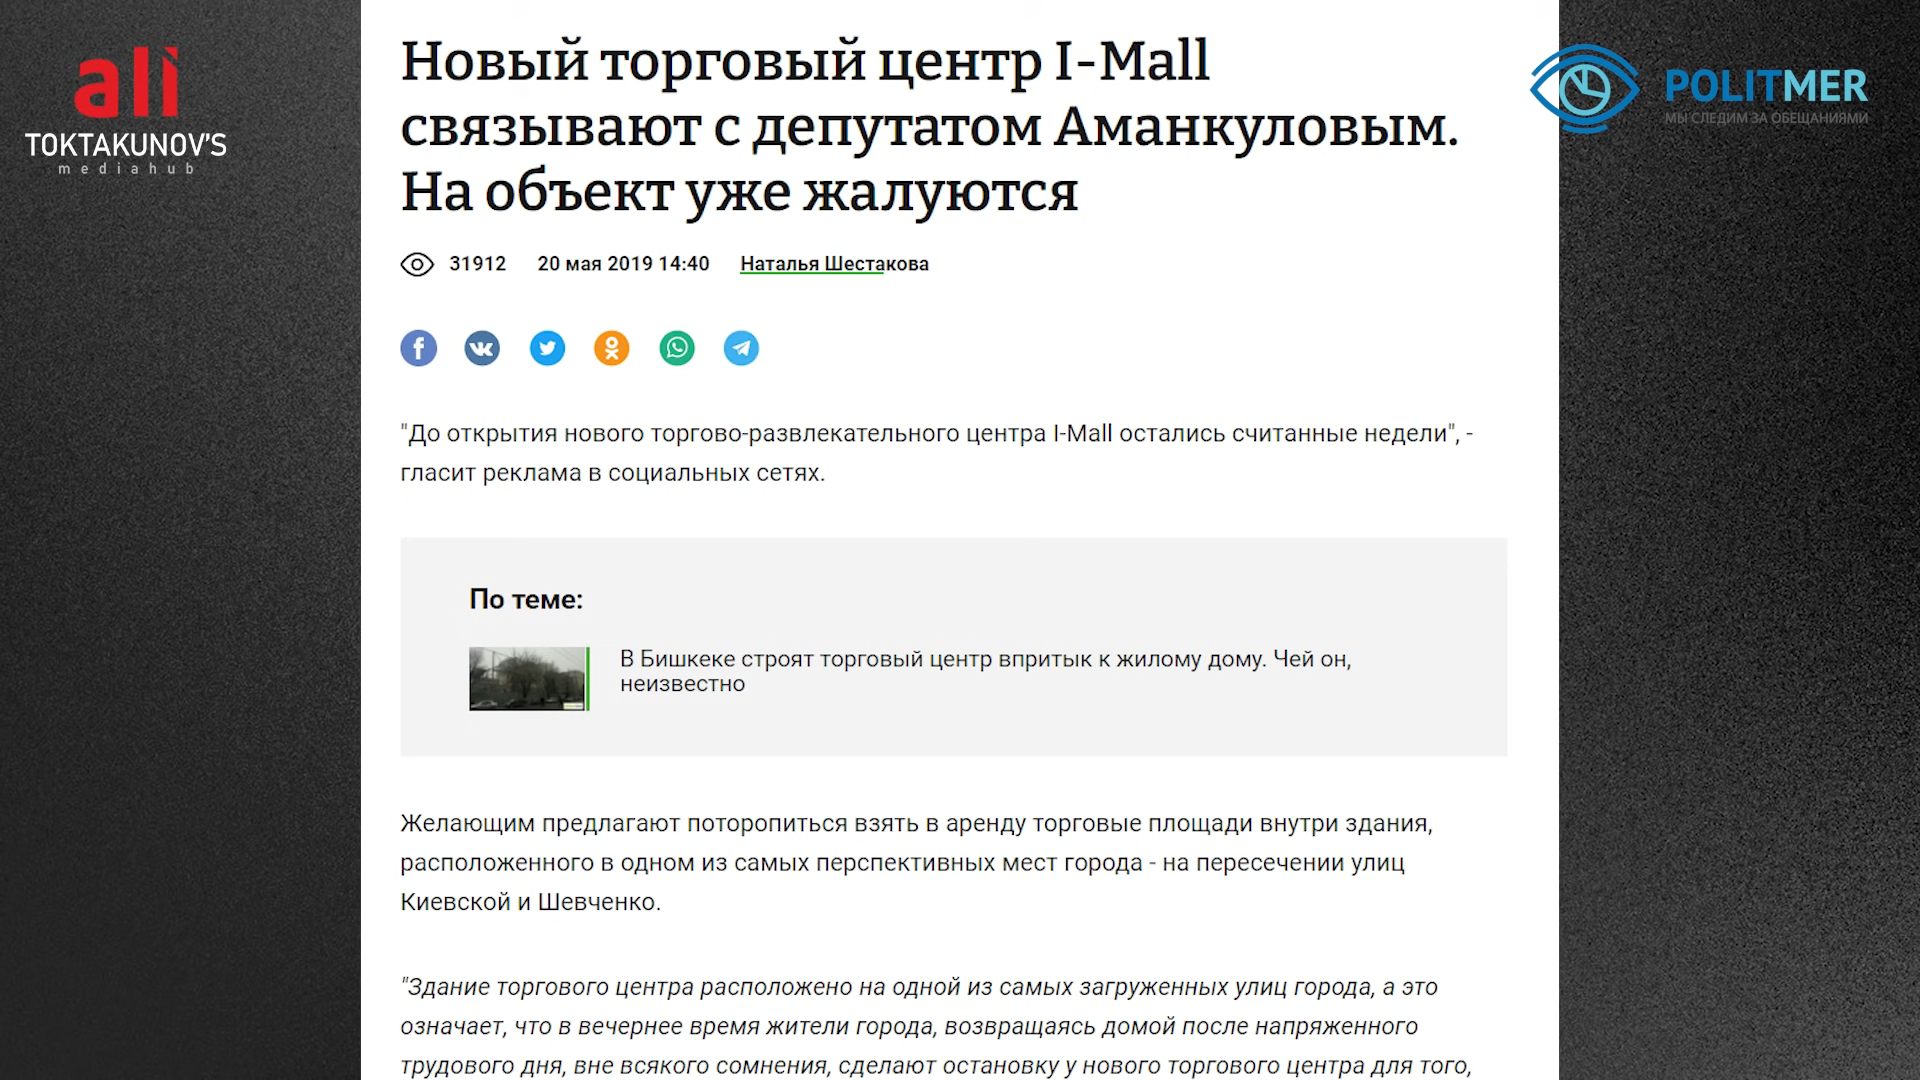 ali
TOKTAKUNOV'S
mediahub
POLITMER
МЫ СЛЕДИМ ЗА ОБЕЩАНИЯМИ
Новый торговый центр I-Mall
связывают с депутатом Аманкуловым.
На объект уже жалуются
31912 20 мая 2019 14:40 Наталья Шестакова
"До открытия нового торгово-развлекательного центра I-Mall остались считанные недели", -
гласит реклама в социальных сетях.
По теме:
В Бишкеке строят торговый центр впритык к жилому дому. Чей он,
неизвестно
Желающим предлагают поторопиться взять в аренду торговые площади внутри здания,
расположенного в одном из самых перспективных мест города - на пересечении улиц
Киевской и Шевченко.
"Здание торгового центра расположено на одной из самых загруженных улиц города, а это
означает, что в вечернее время жители города, возвращаясь домой после напряженного
трудового дня, вне всякого сомнения, сделают остановку у нового торгового центра для того,